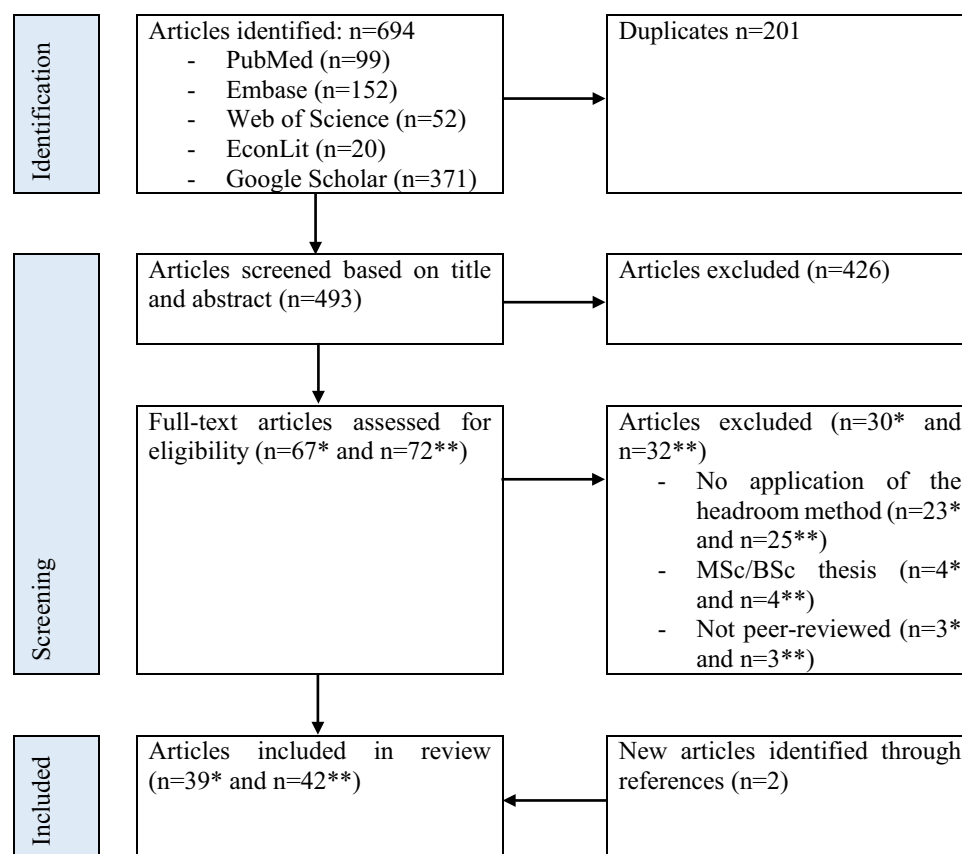 Identification
Articles identified: n=694
- PubMed (n=99)
- Embase (n=152)
- Web of Science (n=52)
- EconLit (n=20)
- Google Scholar (n=371)
Duplicates n=201
Screening
Articles screened based on title
and abstract (n=493)
Articles excluded (n=426)
Full-text articles assessed for
eligibility (n=67* and n=72**)
Articles excluded (n=30* and
n=32**)
- No application of the
headroom method (n=23*
and n=25**)
- MSc/BSc thesis (n=4*
and n=4**)
- Not peer-reviewed (n=3*
and n=3**)
Included
Articles included in review
(n=39* and n=42**)
New articles identified through
references (n=2)